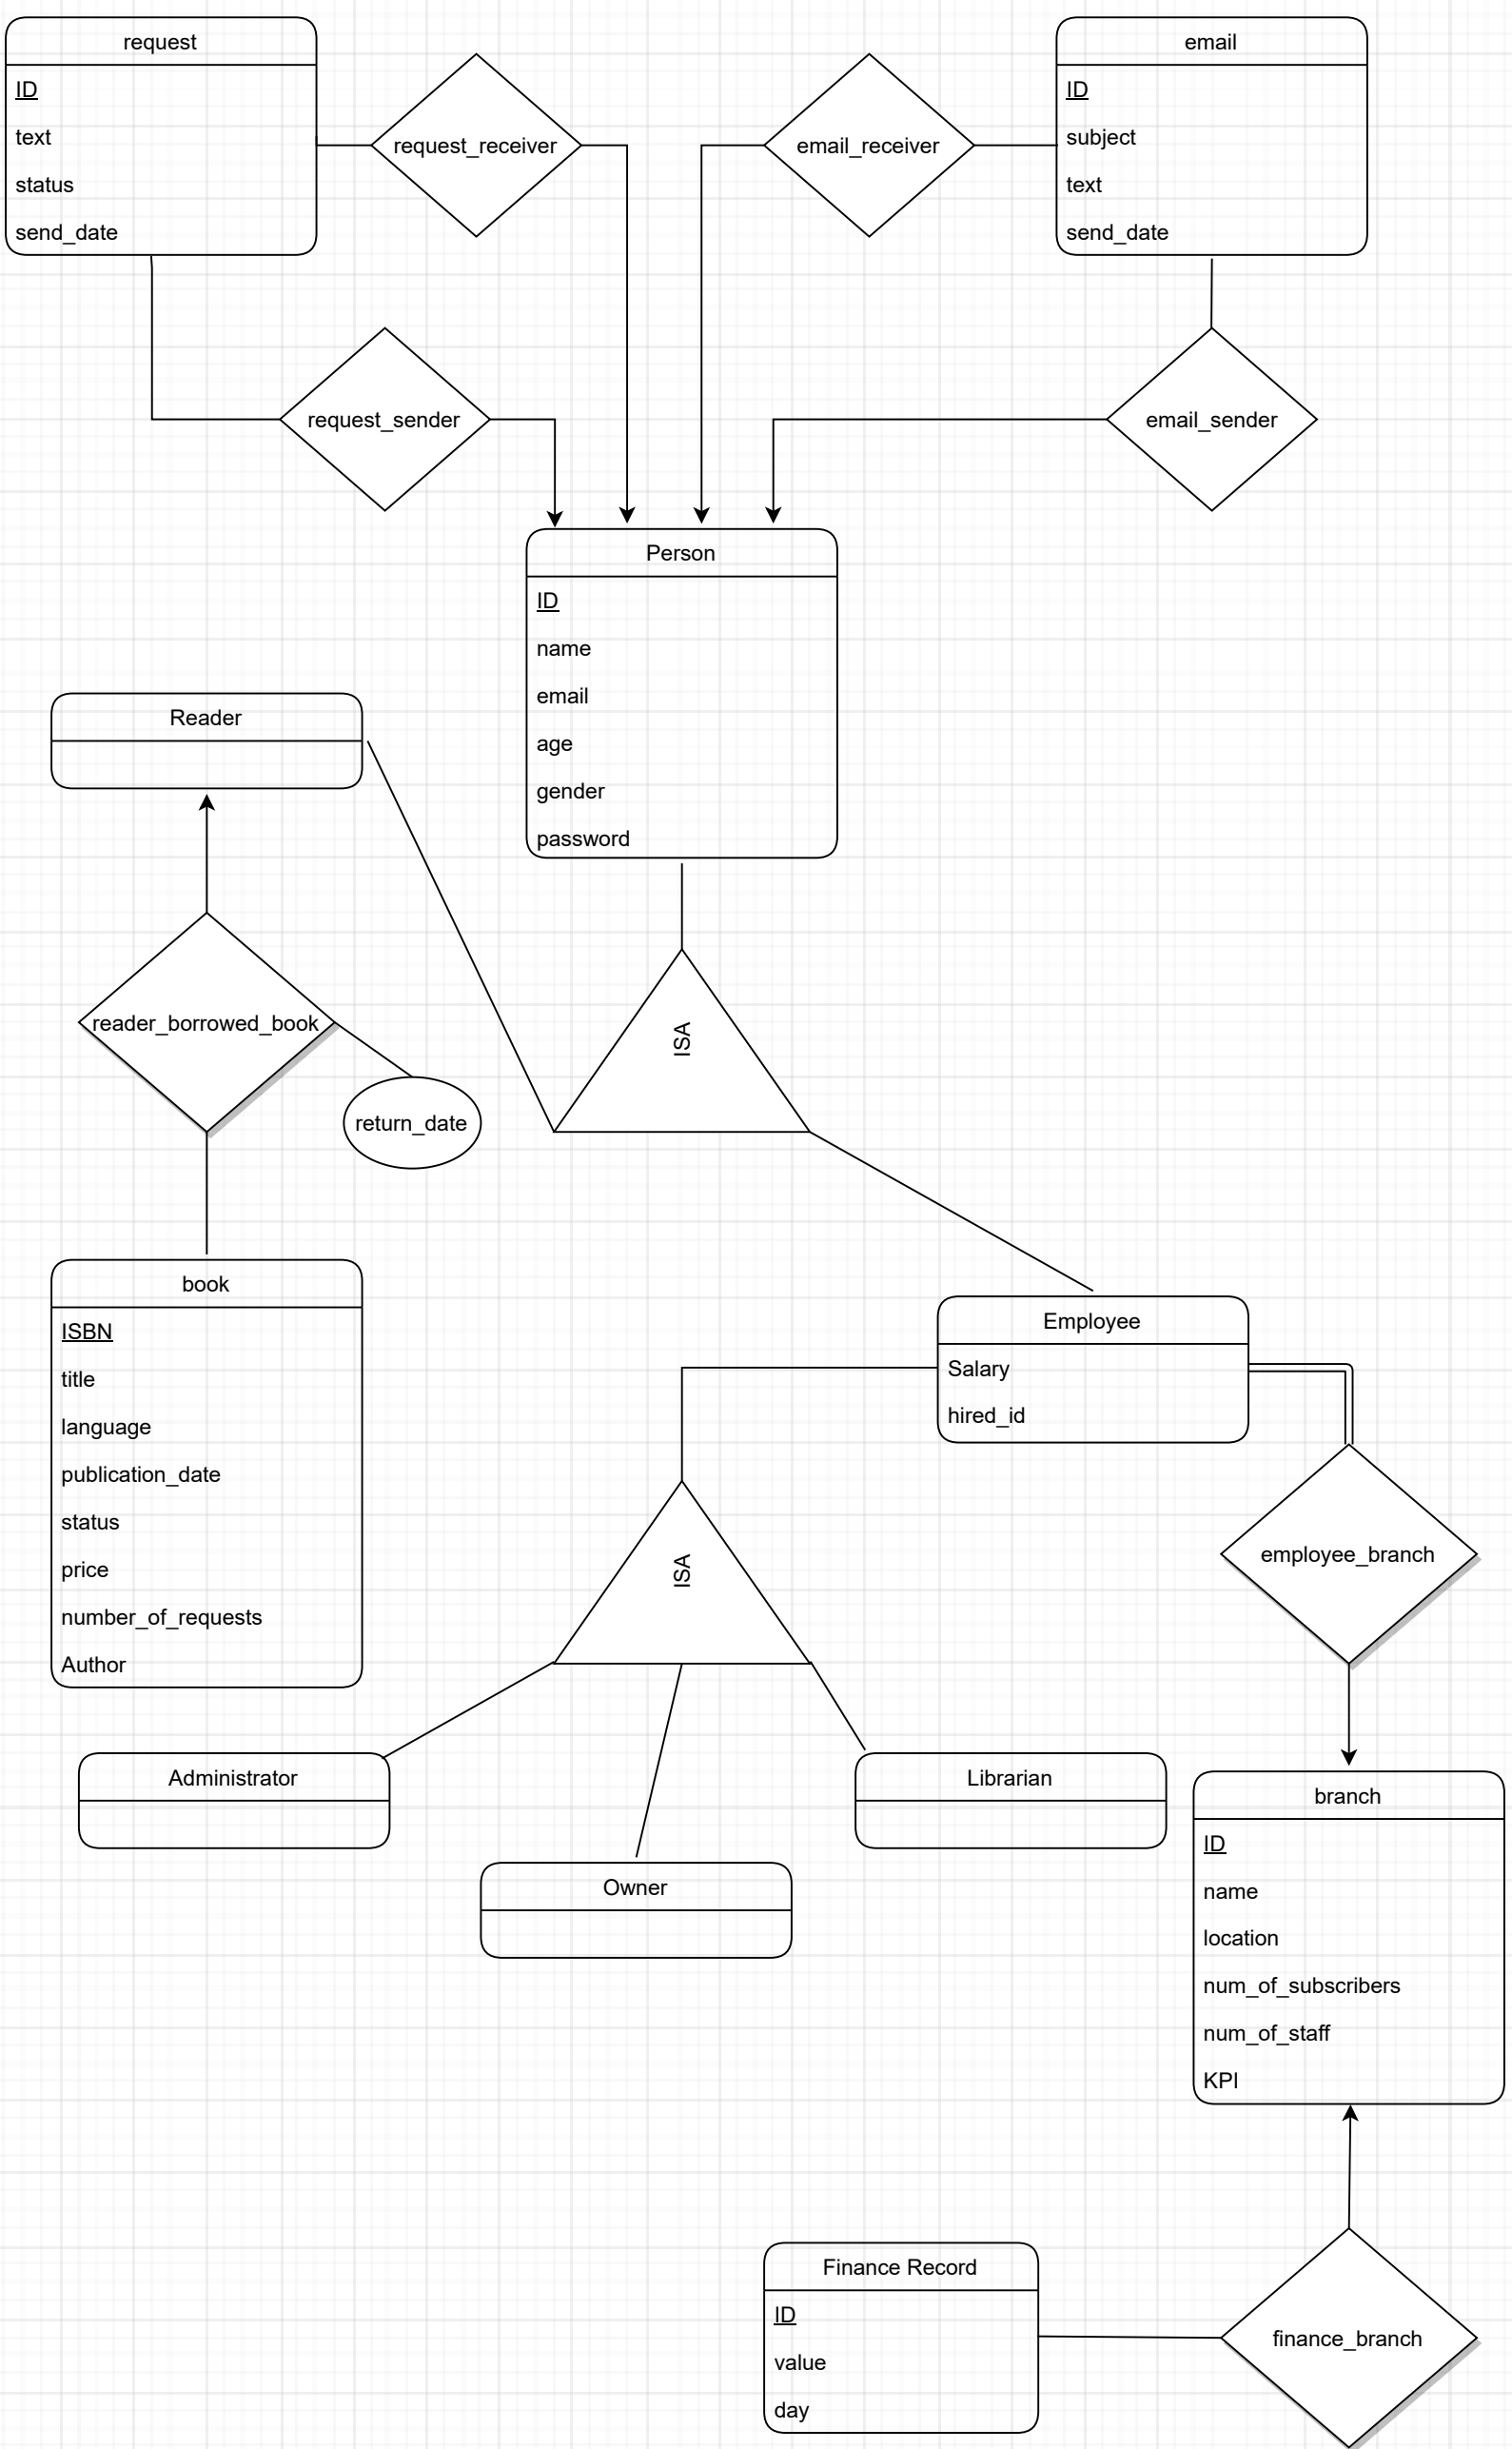 request
ID
text
status
send_date
request_receiver
email_receiver
email
ID
subject
text
send_date
request_sender
email_sender
Person
ID
name
email
age
gender
password
Reader
reader_borrowed_book
return_date
ISA
book
ISBN
title
language
publication_date
status
price
number_of_requests
Author
Employee
Salary
hired_id
ISA
employee_branch
Administrator
Owner
Librarian
branch
ID
name
location
num_of_subscribers
num_of_staff
KPI
Finance Record
ID
value
day
finance_branch